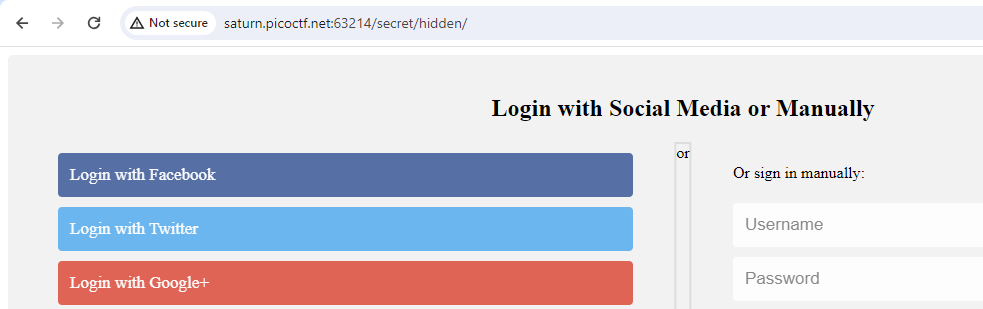 Not secure saturn.picoctf.net:63214/secret/hidden/
Login with Social Media or Manually
Login with Facebook
Login with Twitter
Login with Google+
or
Or sign in manually:
Username
Password